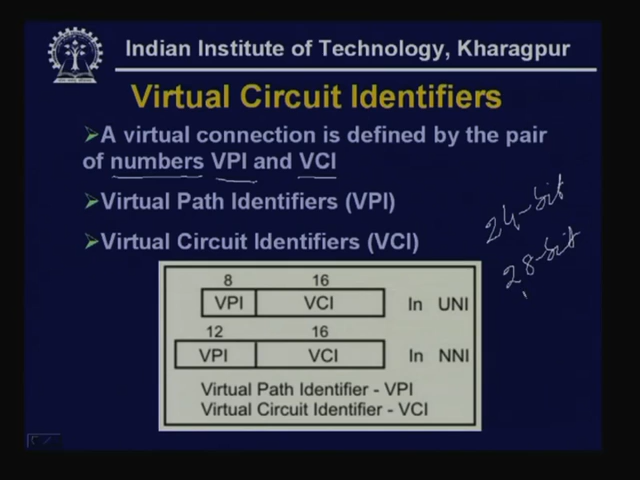 Indian Institute of Technology, Kharagpur
Virtual Circuit Identifiers
➢A virtual connection is defined by the pair
of numbers VPI and VCI
➢Virtual Path Identifiers (VPI)
➢Virtual Circuit Identifiers (VCI)
24-bit
28-bit
8 16
VPI VCI In UNI
12 16
VPI VCI In NNI
Virtual Path Identifier - VPI
Virtual Circuit Identifier - VCI